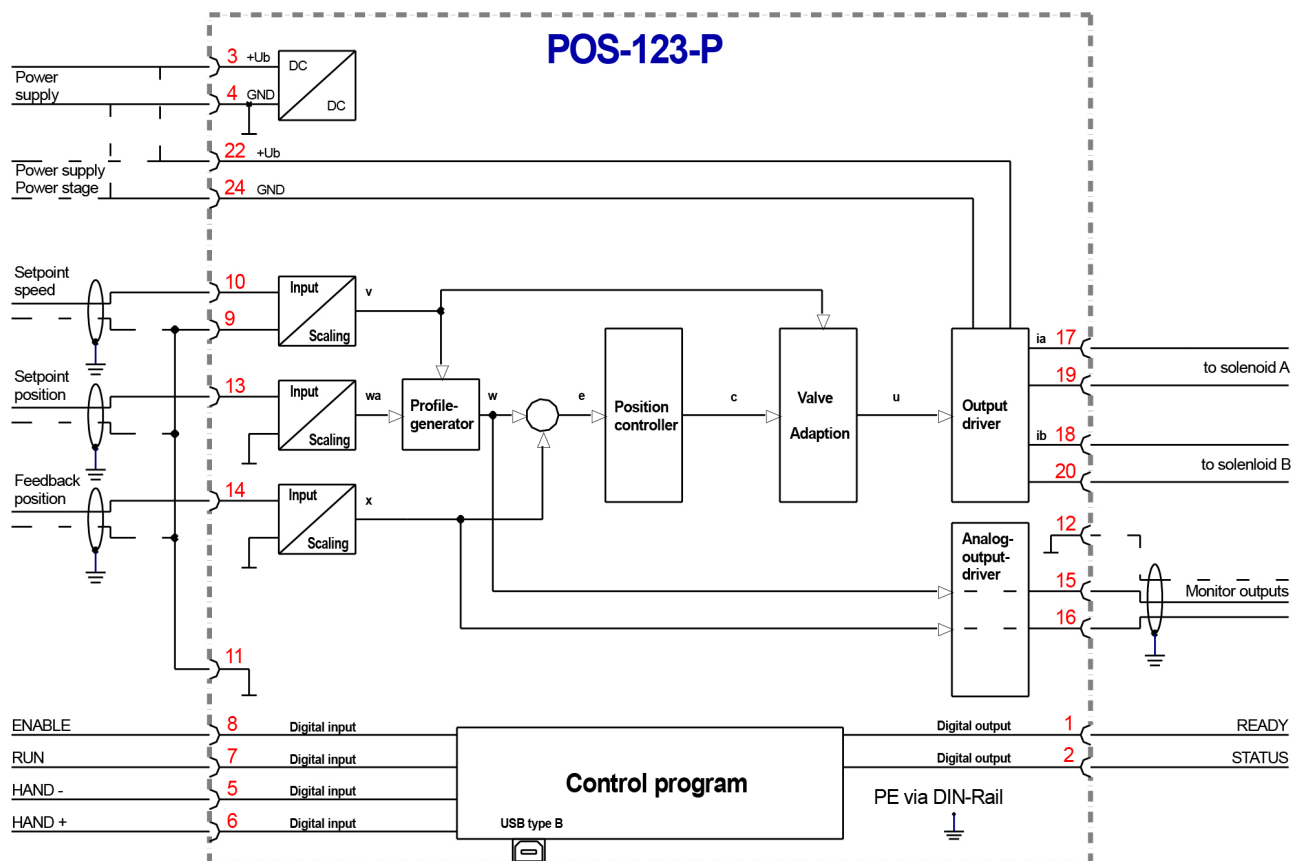 POS-123-P
3 +Ub
DC
DC
Power
supply
4 GND
22 +Ub
Power supply
Power stage
24 GND
Setpoint
speed
10
9
Input
Scaling
v
Setpoint
position
13
Input
Scaling
wa
Profile-
generator
w
e
Position
controller
c
Valve
Adaption
u
Output
driver
ia 17
19
to solenoid A
ib 18
20
to solenloid B
Feedback
position
14
Input
Scaling
x
Analog-
output-
driver
12
15
16
Monitor outputs
11
ENABLE
8
Digital input
RUN
7
Digital input
HAND -
5
Digital input
HAND +
6
Digital input
Control program
USB type B
Digital output
1
READY
Digital output
2
STATUS
PE via DIN-Rail